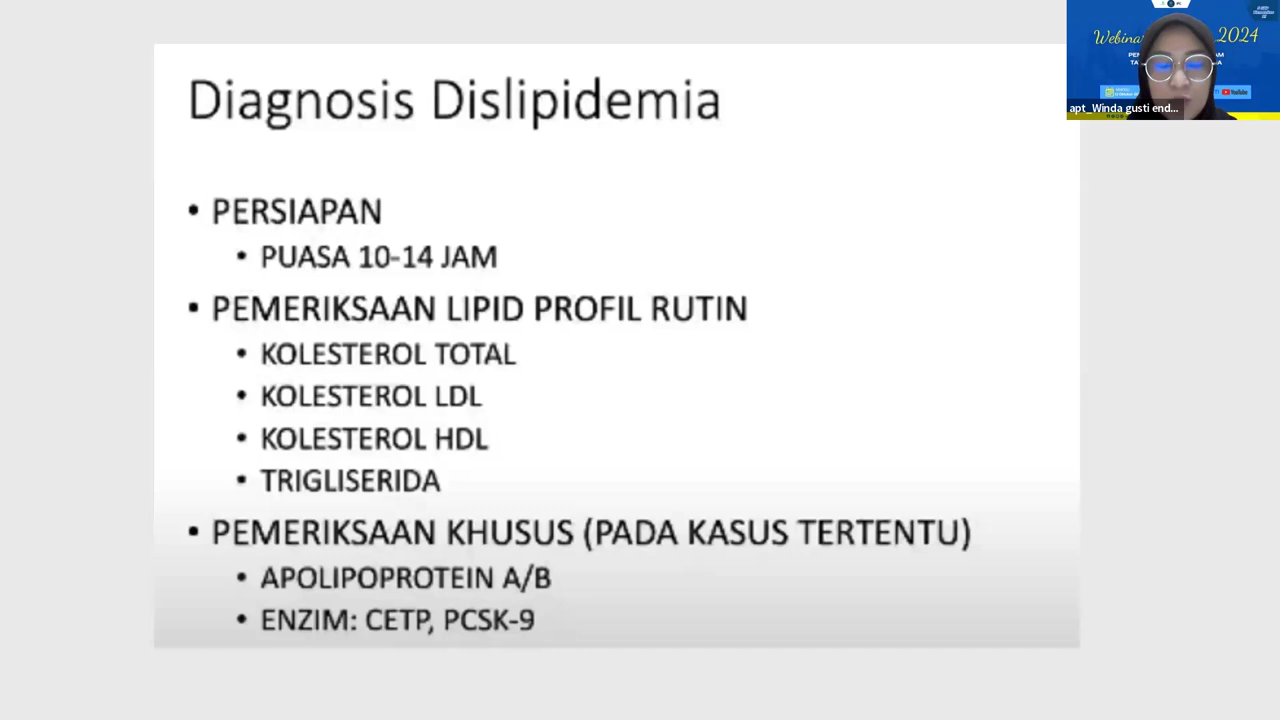 Diagnosis Dislipidemia
• PERSIAPAN
• PUASA 10-14 JAM
• PEMERIKSAAN LIPID PROFIL RUTIN
• KOLESTEROL TOTAL
• KOLESTEROL LDL
• KOLESTEROL HDL
• TRIGLISERIDA
• PEMERIKSAAN KHUSUS (PADA KASUS TERTENTU)
• APOLIPOPROTEIN A/B
• ENZIM: CETP, PCSK-9
2024
YouTube
apt_Winda gusti end...